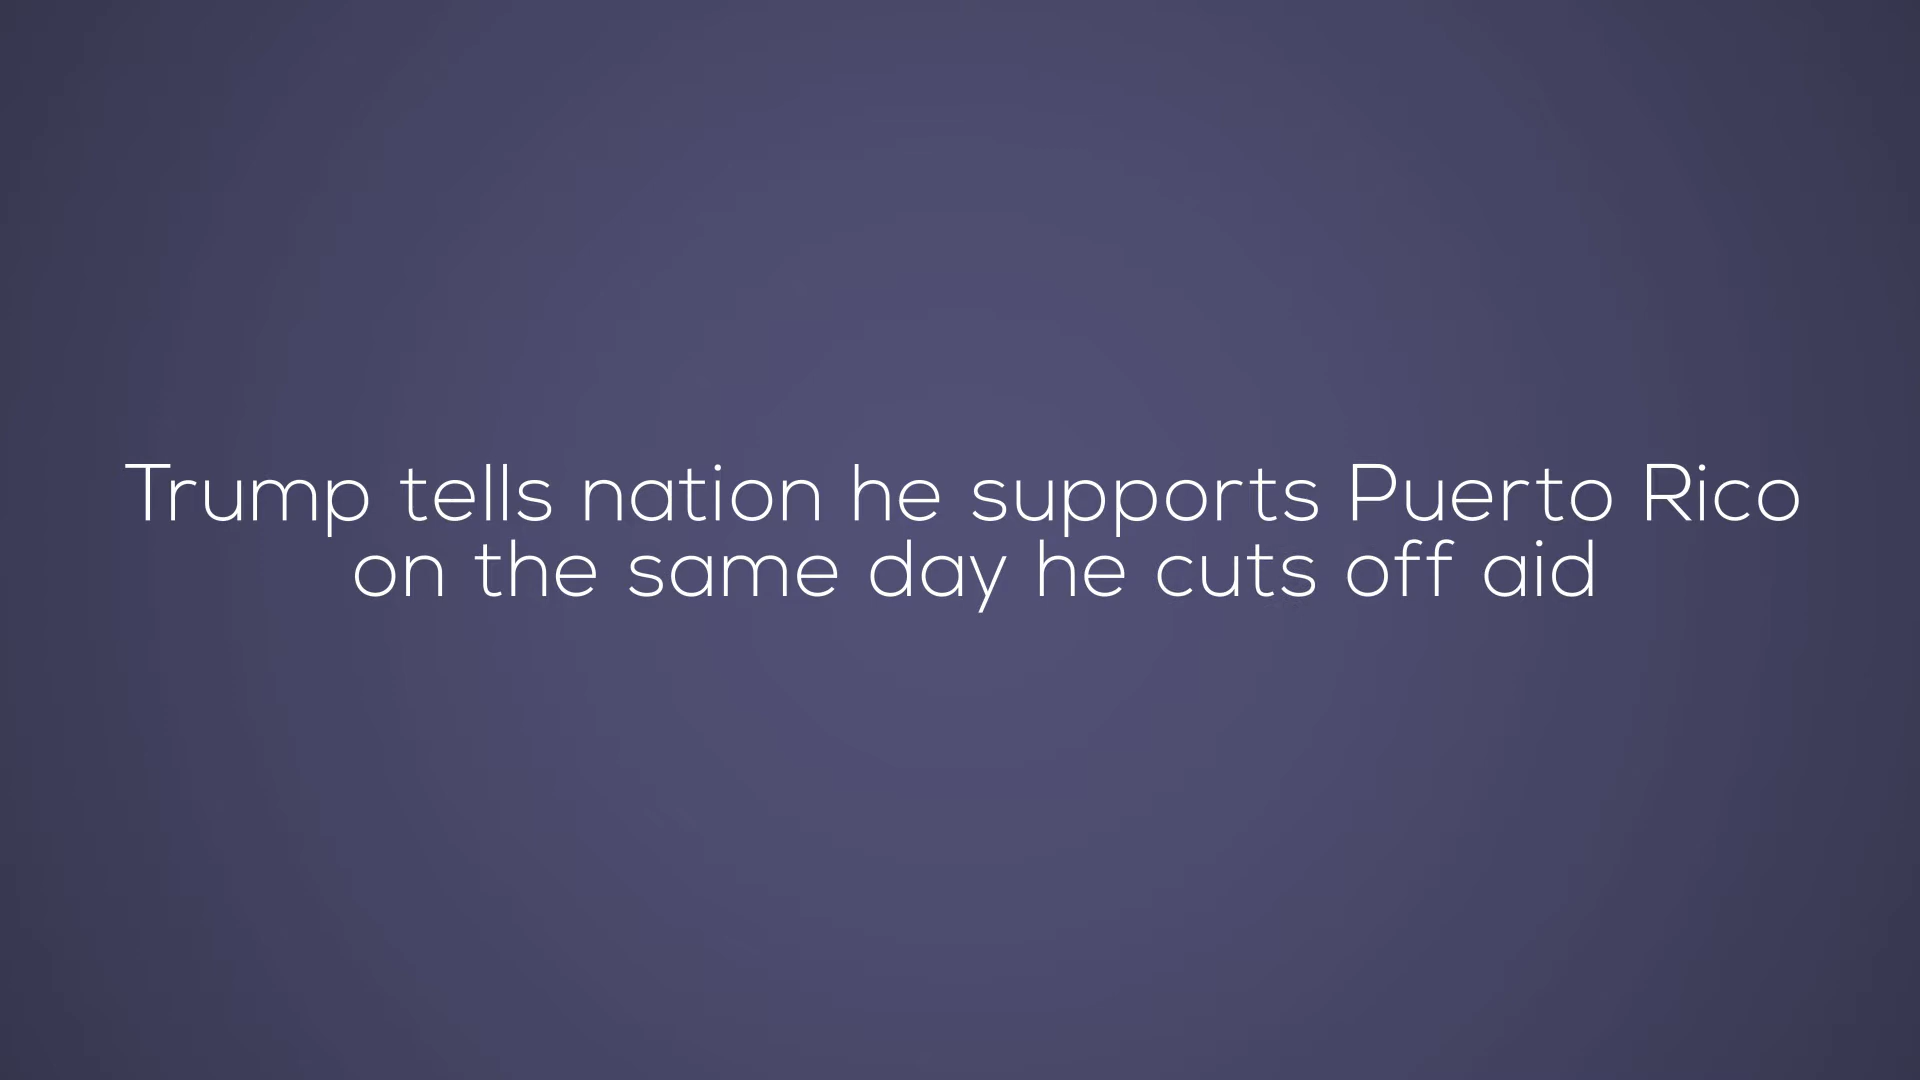 Trump tells nation he supports Puerto Rico
on the same day he cuts off aid